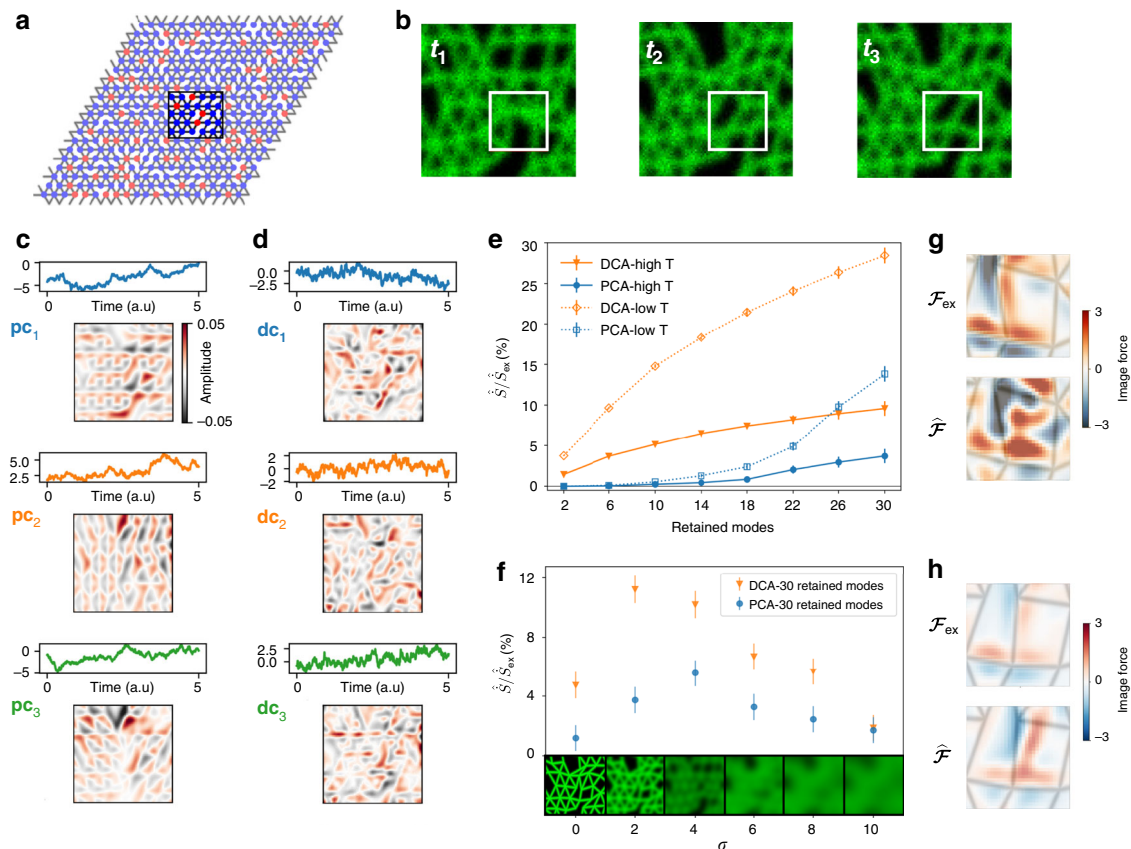 a
b
t1
t2
t3
c
0
−5
0
Time (a.u)
5
pc1
0.05
Amplitude
−0.05
5.0
2.5
0
Time (a.u)
5
pc2
0
−5
0
Time (a.u)
5
pc3
d
0.0
−2.5
0
Time (a.u)
5
dc1
2
0
−2
0
Time (a.u)
5
dc2
2.5
0.0
0
Time (a.u)
5
dc3
e
30
25
20
15
10
5
0
DCA-high T
PCA-high T
DCA-low T
PCA-low T
2 6 10 14 18 22 26 30
Retained modes
Ṡ̂/Ṡ̂ex (%)
f
12
8
4
0
DCA-30 retained modes
PCA-30 retained modes
Ṡ̂/Ṡ̂ex (%)
0 2 4 6 8 10
σ
g
ℱex
ℱ̂
3
0
−3
Image force
h
ℱex
ℱ̂
3
0
−3
Image force